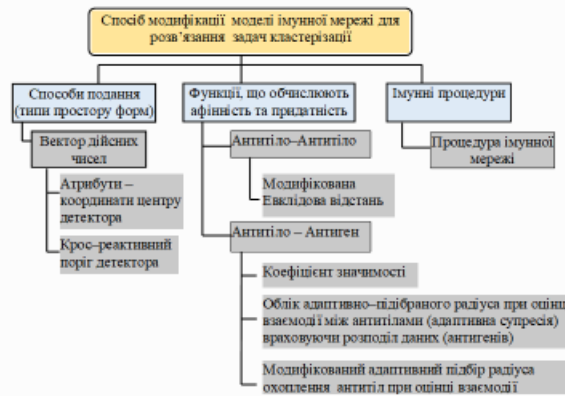 Спосіб модифікації моделі імунної мережі для
розв’язання задач кластерізації
Способи подання
(типи простору форм)
Вектор дійсних
чисел
Атрибути –
координати центру
детектора
Крос–реактивний
поріг детектора
Функції, що обчислюють
афінність та придатність
Антитіло–Антитіло
Модифікована
Евклідова відстань
Антитіло – Антиген
Коефіцієнт значимості
Облік адаптивно–підібраного радіуса при оцінц
взаємодії між антитілами (адаптивна супресія)
враховуючи розподіл даних (антигенів)
Модифікований адаптивний підбір радіуса
охоплення антитіл при оцінці взаємодії
Імунні процедури
Процедура імунної
мережі